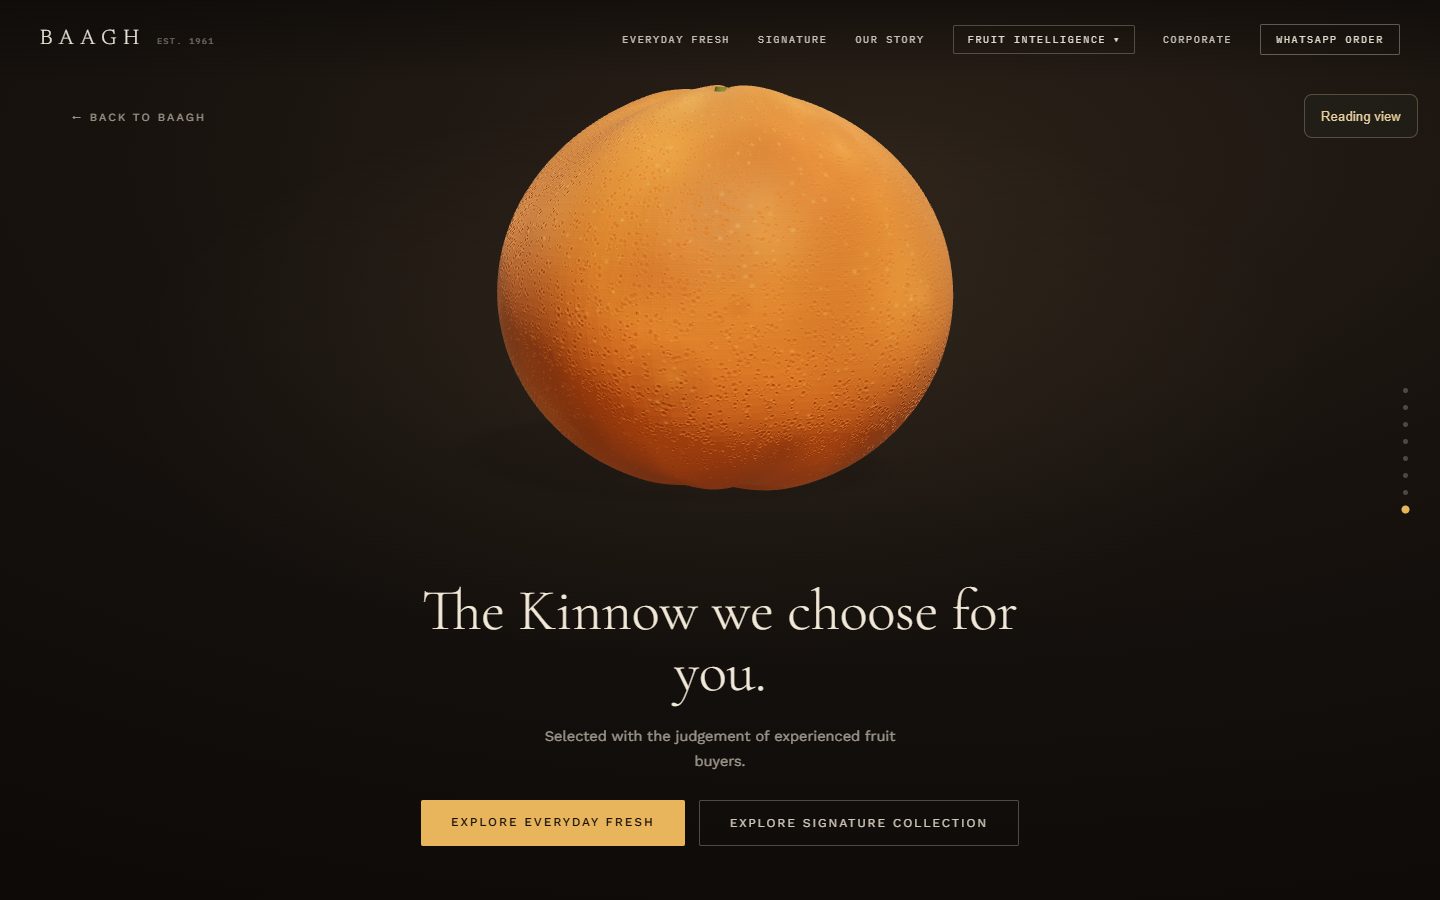 BAAGH EST. 1961
EVERYDAY FRESH SIGNATURE OUR STORY FRUIT INTELLIGENCE ▾ CORPORATE WHATSAPP ORDER
← BACK TO BAAGH
Reading view
The Kinnow we choose for
you.
Selected with the judgement of experienced fruit
buyers.
EXPLORE EVERYDAY FRESH
EXPLORE SIGNATURE COLLECTION